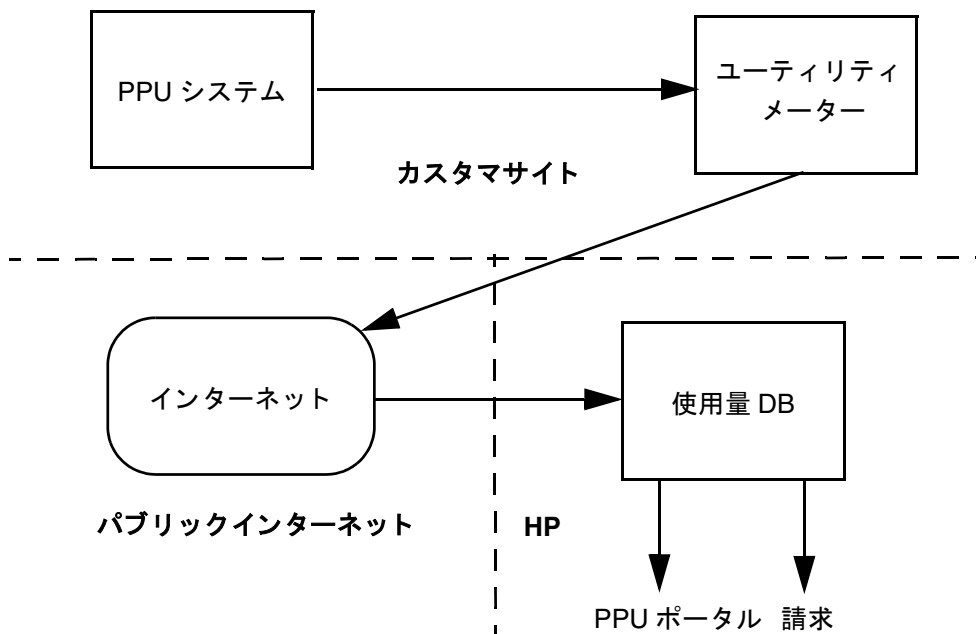 PPU システム
ユーティリティ
メーター
カスタマサイト
インターネット
使用量 DB
パブリックインターネット
HP
PPU ポータル 請求